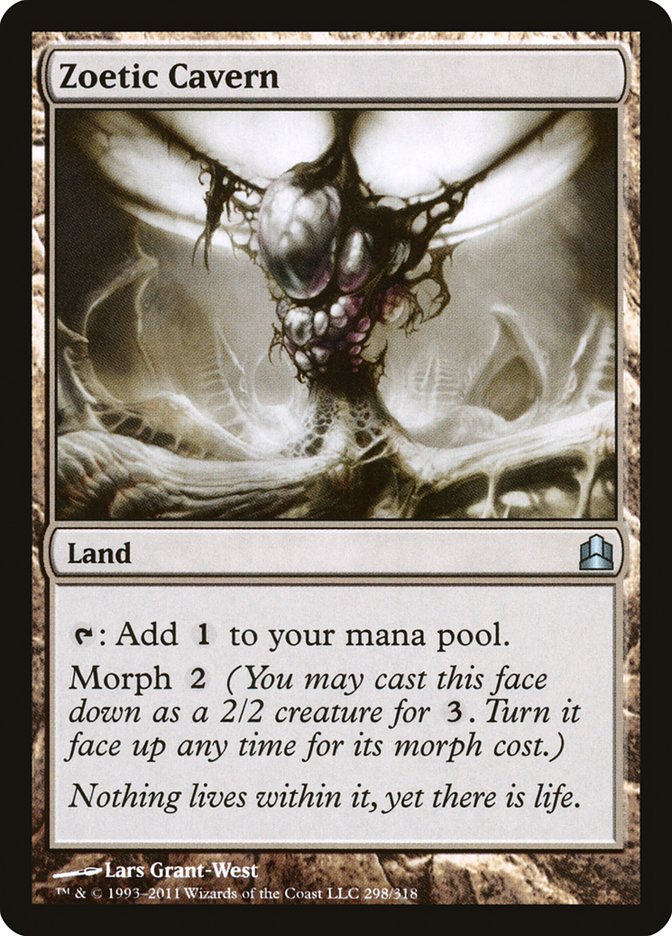 Zoetic Cavern
Land
: Add 1 to your mana pool.
Morph 2 (You may cast this face
down as a 2/2 creature for 3. Turn it
face up any time for its morph cost.)
Nothing lives within it, yet there is life.
Lars Grant-West
™ & © 1993–2011 Wizards of the Coast LLC 298/318